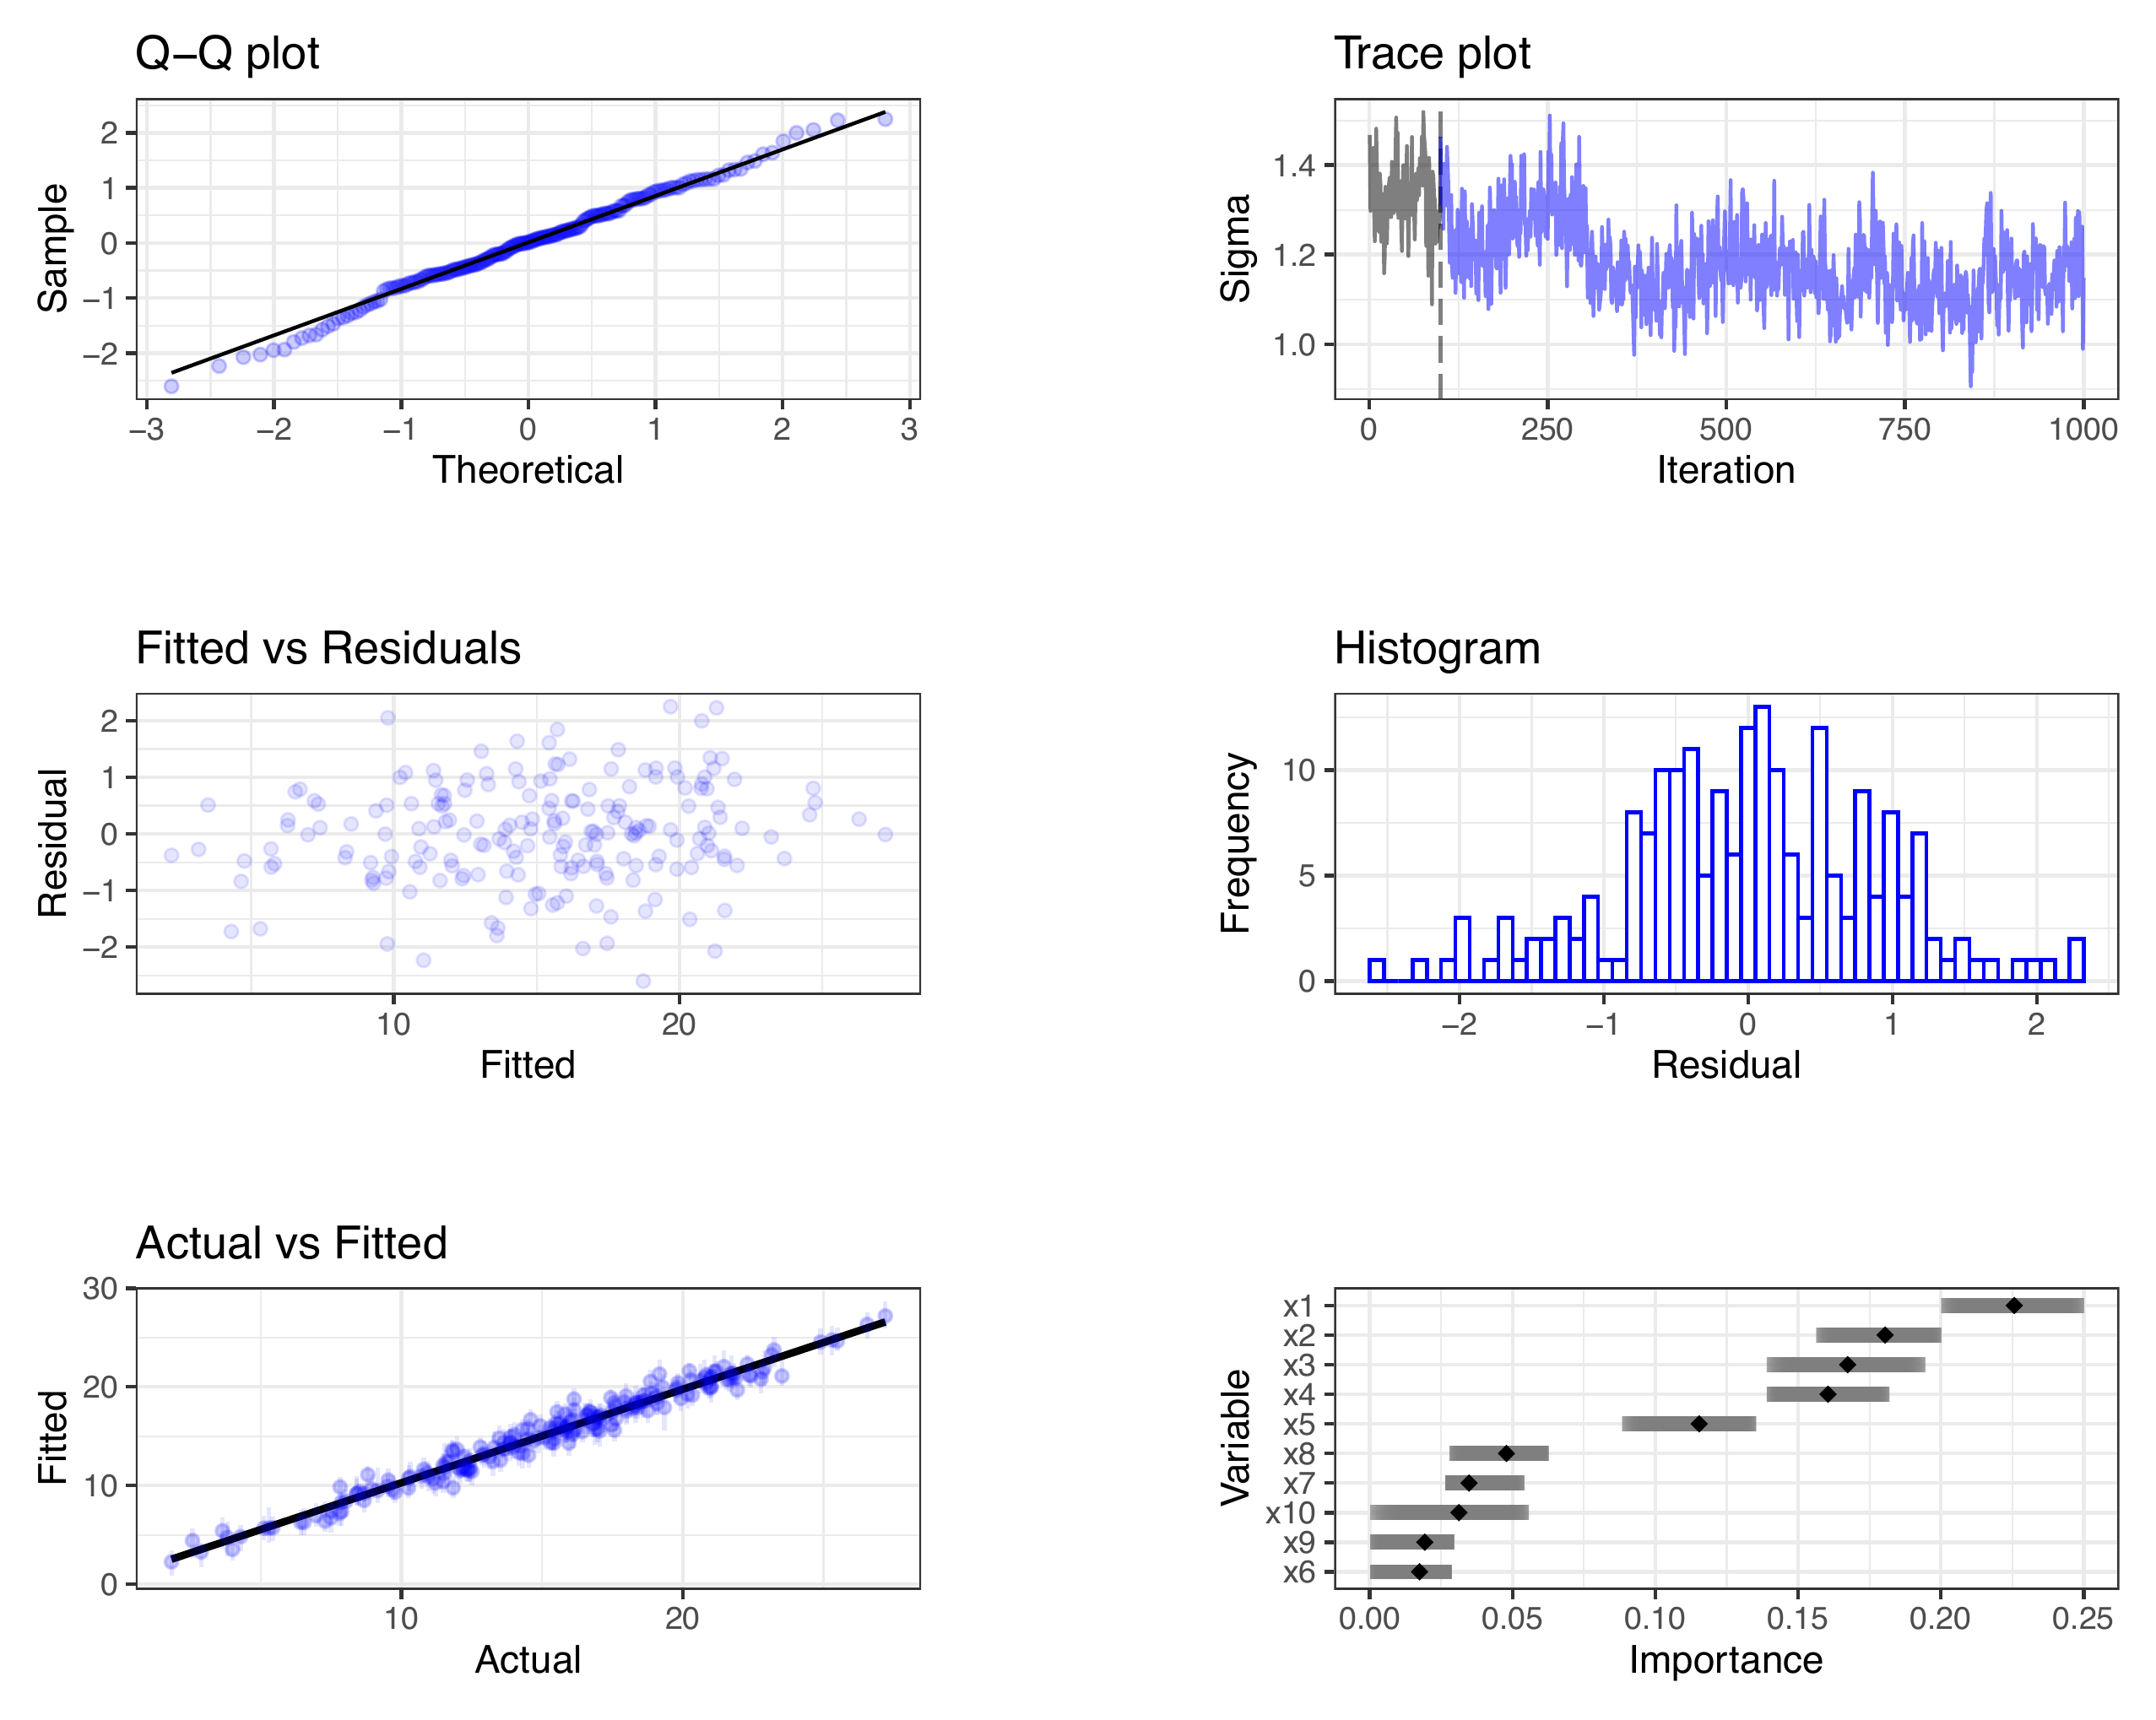 Q–Q plot
Sample
2
1
0
−1
−2
−3 −2 −1 0 1 2 3
Theoretical
Trace plot
Sigma
1.4
1.2
1.0
0 250 500 750 1000
Iteration
Fitted vs Residuals
Residual
2
1
0
−1
−2
10 20
Fitted
Histogram
Frequency
10
5
0
−2 −1 0 1 2
Residual
Actual vs Fitted
Fitted
30
20
10
0
10 20
Actual
Variable
x1
x2
x3
x4
x5
x8
x7
x10
x9
x6
0.00 0.05 0.10 0.15 0.20 0.25
Importance